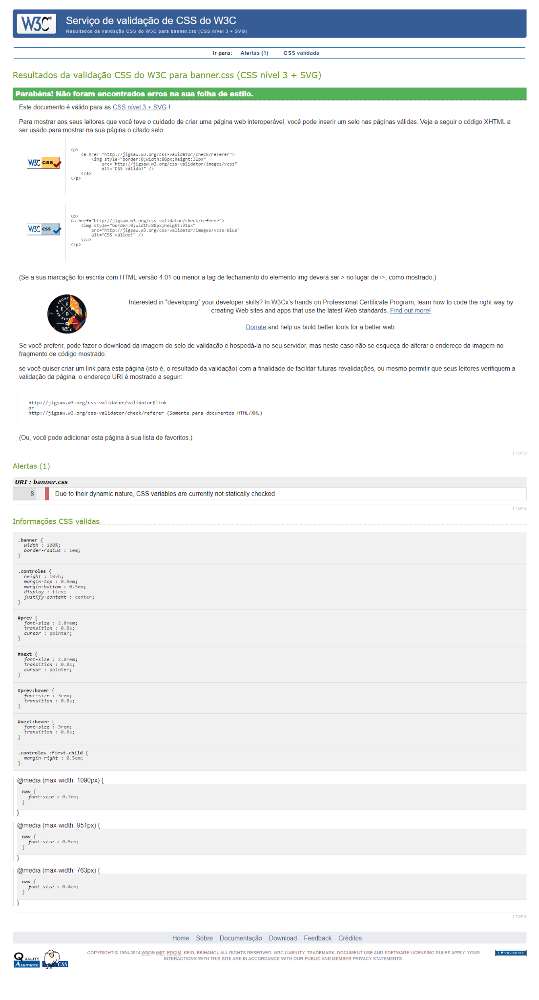 W3C®
Serviço de validação de CSS do W3C
Resultados da validação CSS do W3C para banner.css (CSS nível 3 + SVG)
Ir para: Alertas (1) CSS validada
Resultados da validação CSS do W3C para banner.css (CSS nível 3 + SVG)
Parabéns! Não foram encontrados erros na sua folha de estilo.
Este documento é válido para as CSS nível 3 + SVG !
Para mostrar aos seus leitores que você teve o cuidado de criar uma página web interoperável, você pode inserir um selo nas páginas válidas. Veja a seguir o código XHTML a
ser usado para mostrar na sua página o citado selo:
W3C css
<p>
<a href="http://jigsaw.w3.org/css-validator/check/referer">
<img style="border:0;width:88px;height:31px"
src="http://jigsaw.w3.org/css-validator/images/vcss"
alt="CSS válido!" />
</a>
</p>
W3C css
<p>
<a href="http://jigsaw.w3.org/css-validator/check/referer">
<img style="border:0;width:88px;height:31px"
src="http://jigsaw.w3.org/css-validator/images/vcss-blue"
alt="CSS válido!" />
</a>
</p>
(Se a sua marcação foi escrita com HTML versão 4.01 ou menor a tag de fechamento do elemento img deverá ser > no lugar de />, como mostrado.)
FRONT END
F E W D
WEB DEVELOPER
BY
W3Cx
Interested in “developing” your developer skills? In W3Cx’s hands-on Professional Certificate Program, learn how to code the right way by
creating Web sites and apps that use the latest Web standards. Find out more!
Donate and help us build better tools for a better web.
Se você preferir, pode fazer o download da imagem do selo de validação e hospedá-la no seu servidor, mas neste caso não se esqueça de alterar o endereço da imagem no
fragmento de código mostrado.
se você quiser criar um link para esta página (isto é, o resultado da validação) com a finalidade de facilitar futuras revalidações, ou mesmo permitir que seus leitores verifiquem a
validação da página, o endereço URI é mostrado a seguir:
http://jigsaw.w3.org/css-validator/validator$link
or
http://jigsaw.w3.org/css-validator/check/referer (Somente para documentos HTML/XML)
(Ou, você pode adicionar esta página à sua lista de favoritos.)
↑ TOPO
Alertas (1)
URI : banner.css
8 Due to their dynamic nature, CSS variables are currently not statically checked
↑ TOPO
Informações CSS válidas
.banner {
width : 100%;
border-radius : 1em;
}
.controles {
height : 10vh;
margin-top : 0.5em;
margin-bottom : 0.5em;
display : flex;
justify-content : center;
}
#prev {
font-size : 2.8rem;
transition : 0.8s;
cursor : pointer;
}
#next {
font-size : 2.8rem;
transition : 0.8s;
cursor : pointer;
}
#prev:hover {
font-size : 3rem;
transition : 0.8s;
}
#next:hover {
font-size : 3rem;
transition : 0.8s;
}
.controles :first-child {
margin-right : 0.5em;
}
@media (max-width: 1090px) {
nav {
font-size : 0.7em;
}
}
@media (max-width: 951px) {
nav {
font-size : 0.5em;
}
}
@media (max-width: 763px) {
nav {
font-size : 0.4em;
}
}
↑ TOPO
Home Sobre Documentação Download Feedback Créditos
QUALITY
Assurance
CSS
COPYRIGHT © 1994-2014 W3C® (MIT, ERCIM, KEIO, BEIHANG), ALL RIGHTS RESERVED. W3C LIABILITY, TRADEMARK, DOCUMENT USE AND SOFTWARE LICENSING RULES APPLY. YOUR
INTERACTIONS WITH THIS SITE ARE IN ACCORDANCE WITH OUR PUBLIC AND MEMBER PRIVACY STATEMENTS.
I ♥ VALIDATOR